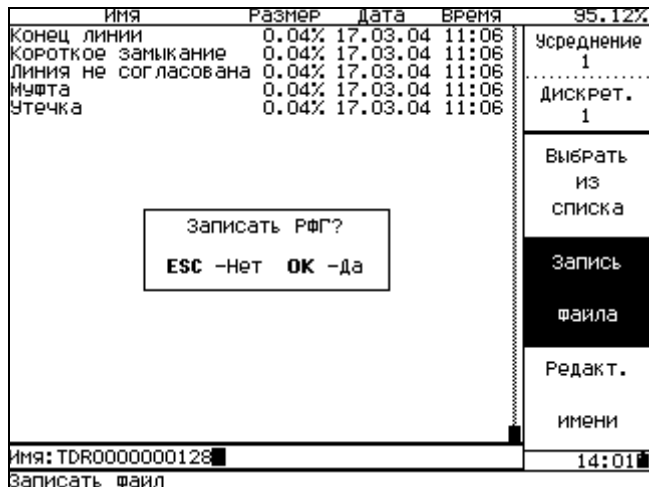 Имя Размер Дата Время 95.12%
Конец линии 0.04% 17.03.04 11:06
Короткое замыкание 0.04% 17.03.04 11:06
Линия не согласована 0.04% 17.03.04 11:06
Муфта 0.04% 17.03.04 11:06
Утечка 0.04% 17.03.04 11:06
Усреднение
1
Дискрет.
1
Выбрать
из
списка
Записать РФГ?
ESC -Нет OK -Да
Запись
файла
Редакт.
имени
Имя:TDR0000000128
14:01
Записать файл